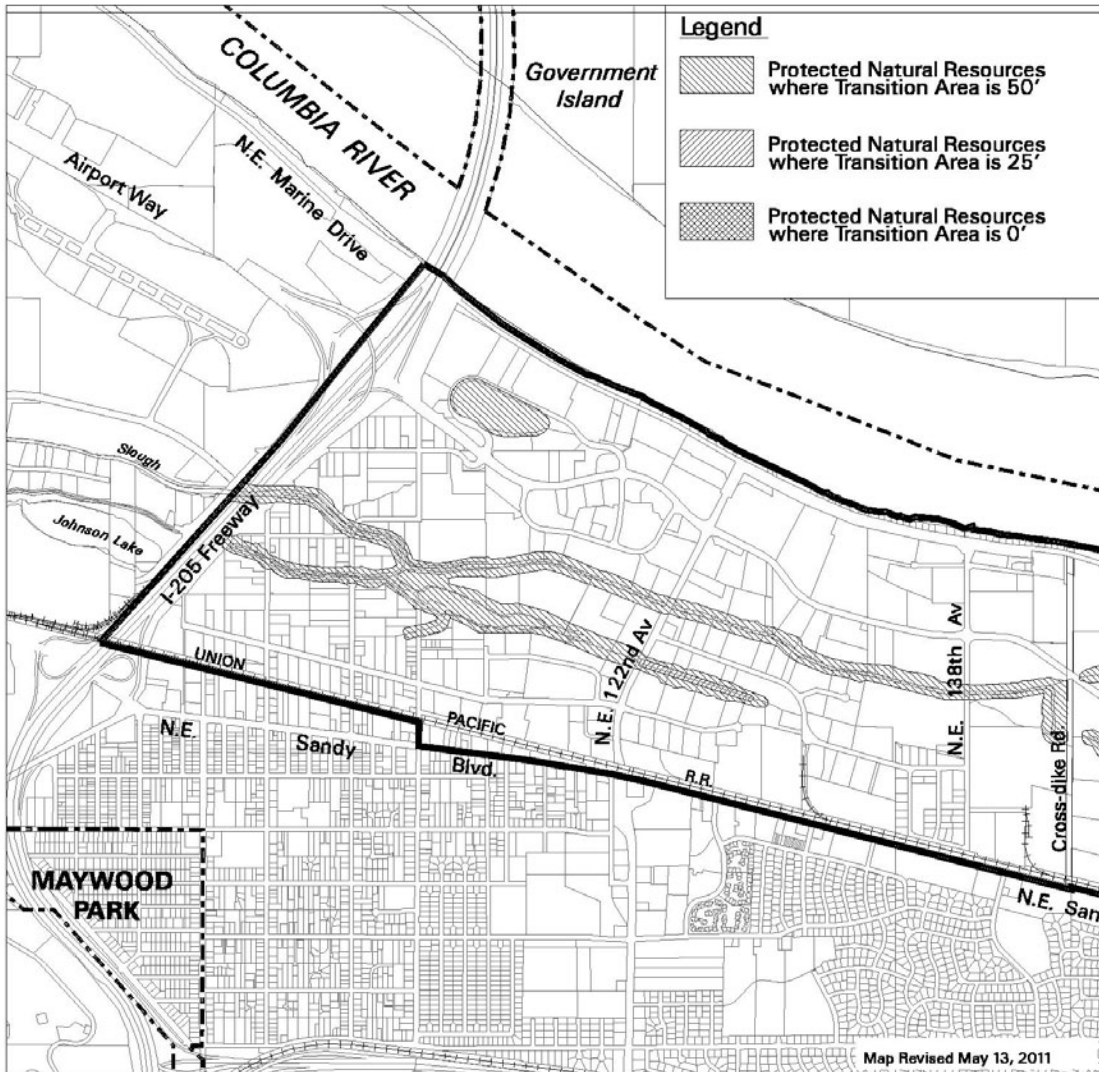 Legend
Protected Natural Resources
where Transition Area is 50'
Protected Natural Resources
where Transition Area is 25'
Protected Natural Resources
where Transition Area is 0'
COLUMBIA RIVER
Government
Island
N.E. Marine Drive
Airport Way
Slough
Johnson Lake
I-205 Freeway
UNION
PACIFIC
R.R.
N.E.
Sandy
Blvd.
N.E. 122nd Av
N.E. 138th Av
Cross-dike Rd.
N.E. San
MAYWOOD
PARK
Map Revised May 13, 2011